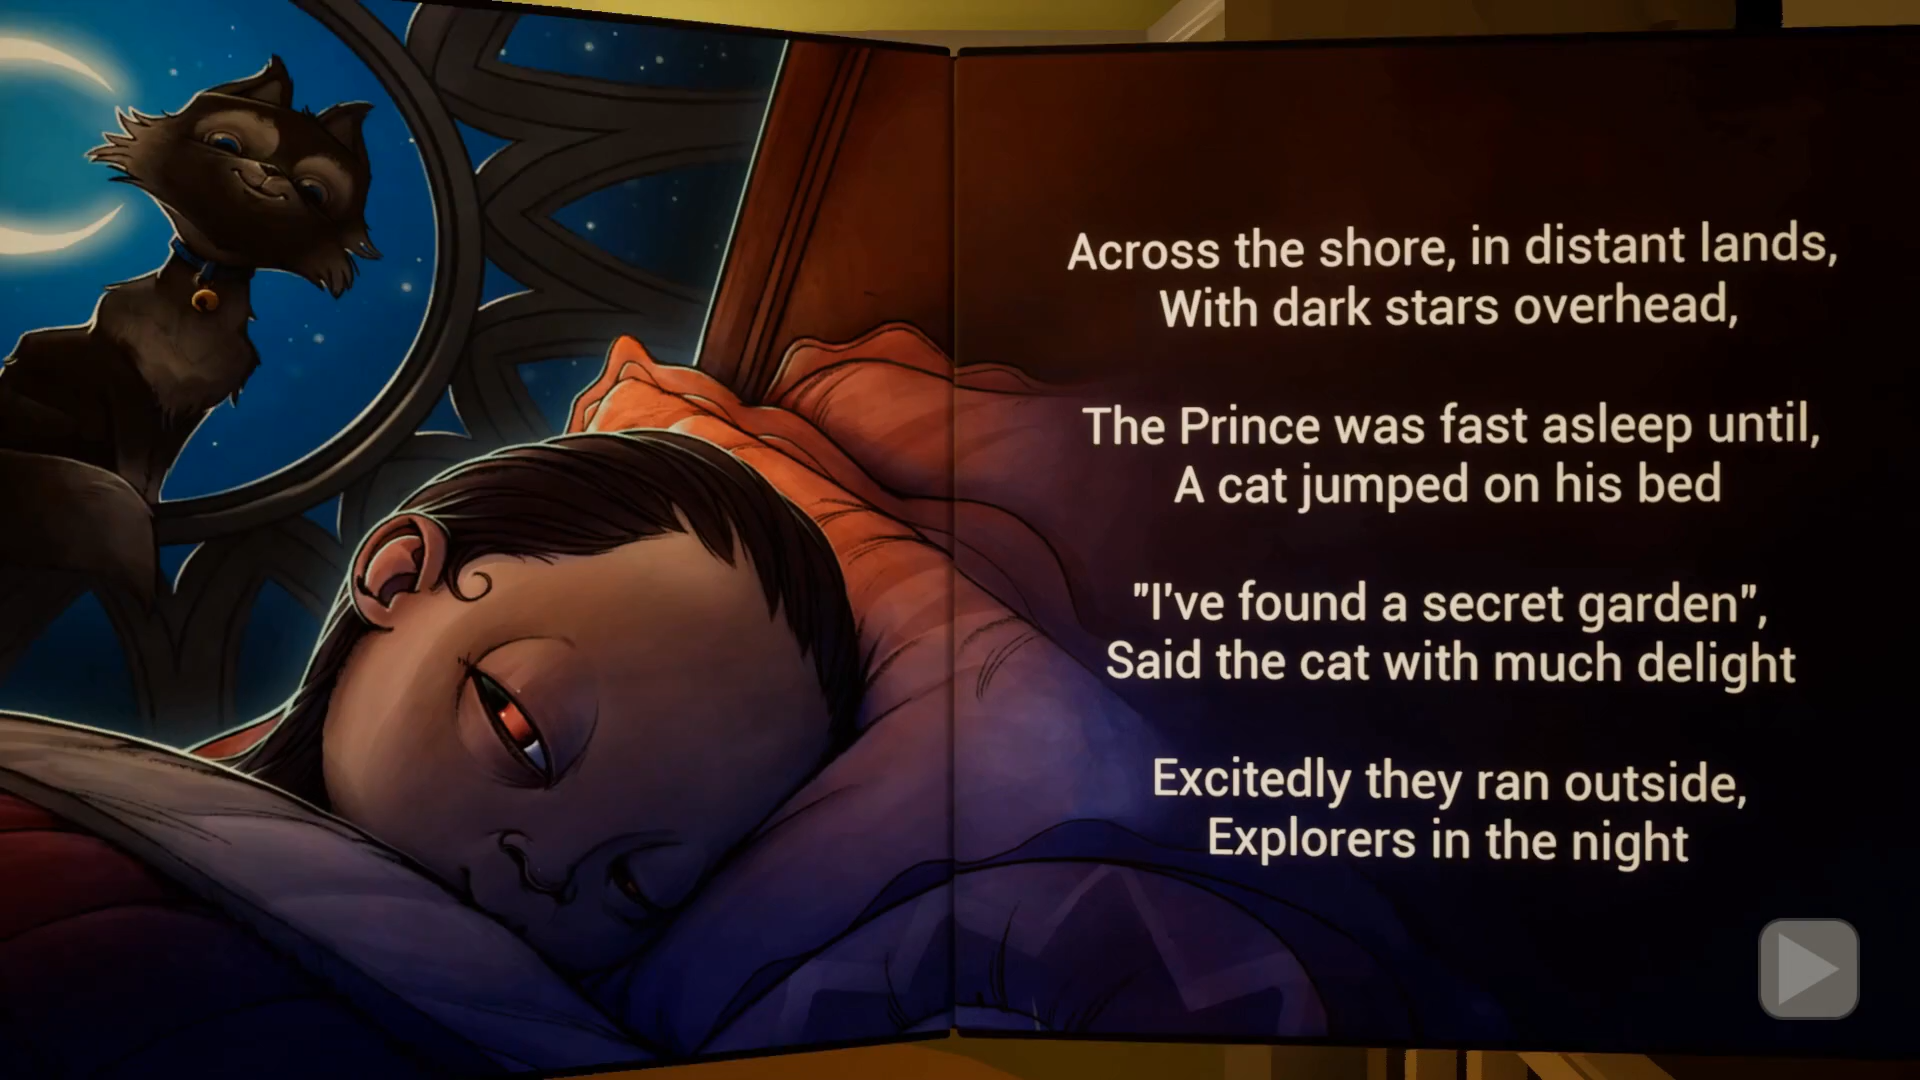 Across the shore, in distant lands,
With dark stars overhead,
The Prince was fast asleep until,
A cat jumped on his bed
"I've found a secret garden",
Said the cat with much delight
Excitedly they ran outside,
Explorers in the night